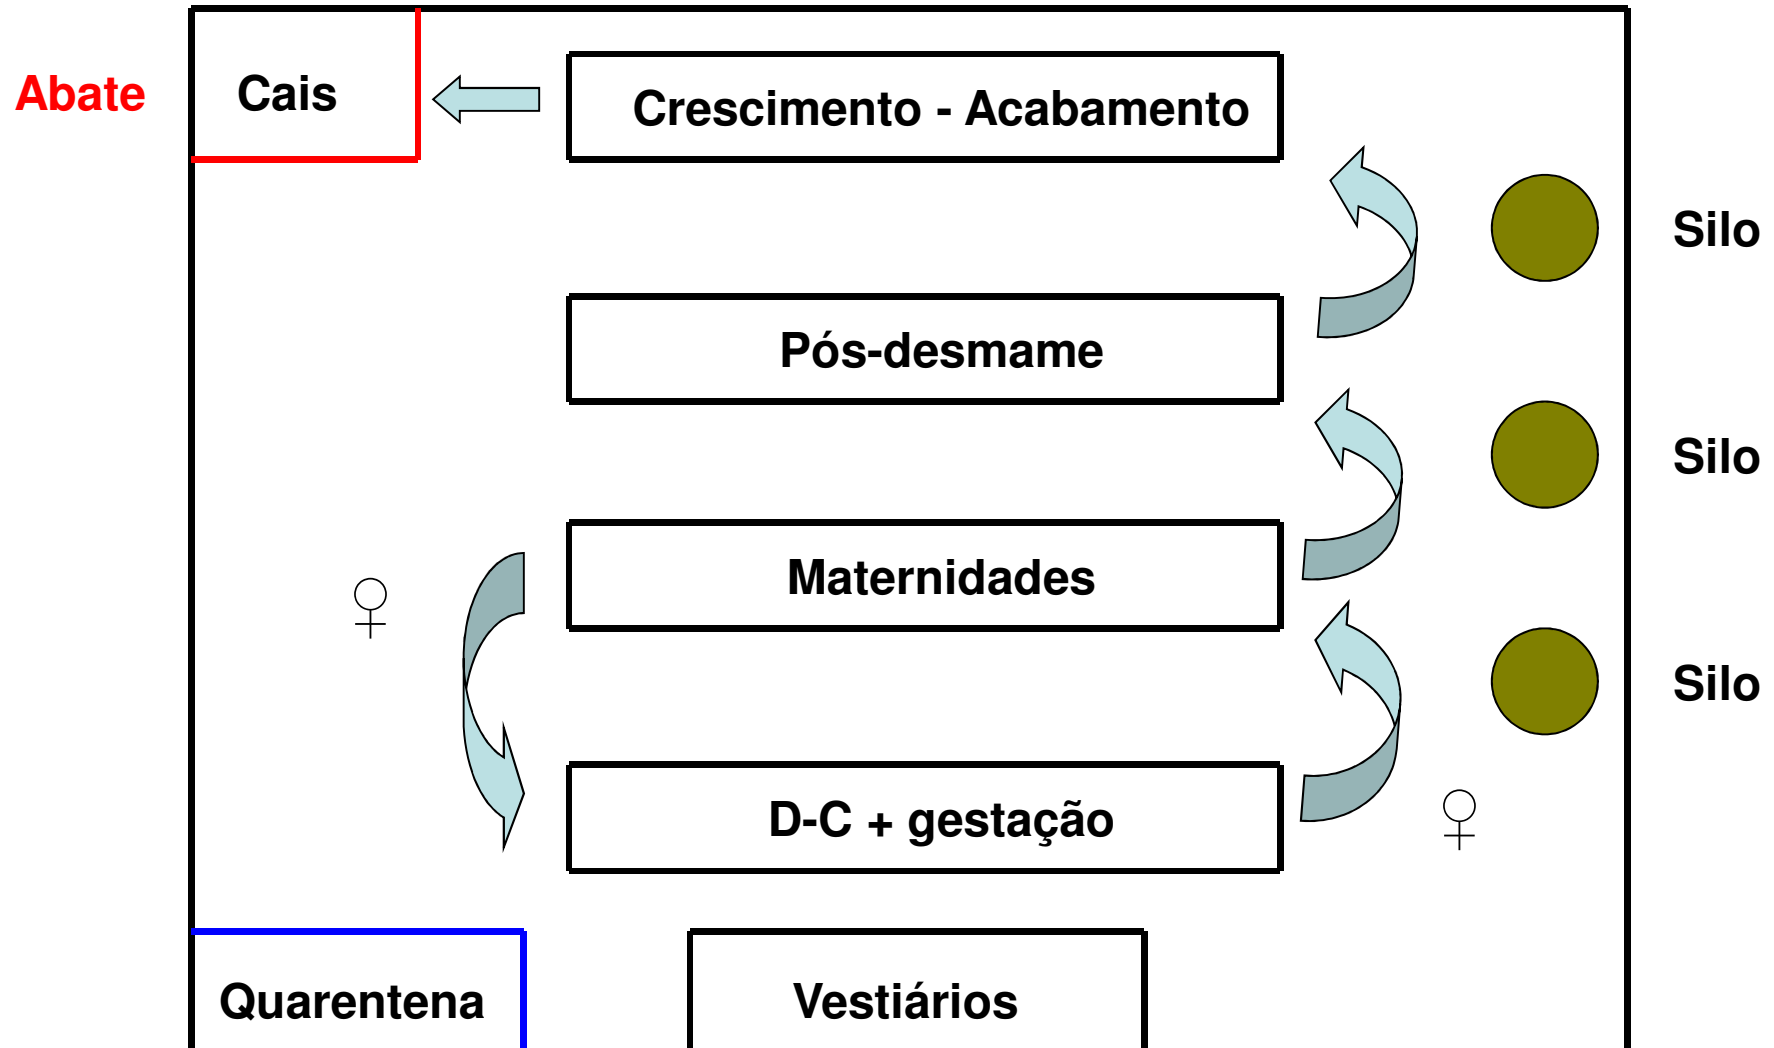 Abate
Cais
Crescimento - Acabamento
Silo
Pós-desmame
Silo
Maternidades
♀
Silo
D-C + gestação
♀
Quarentena
Vestiários